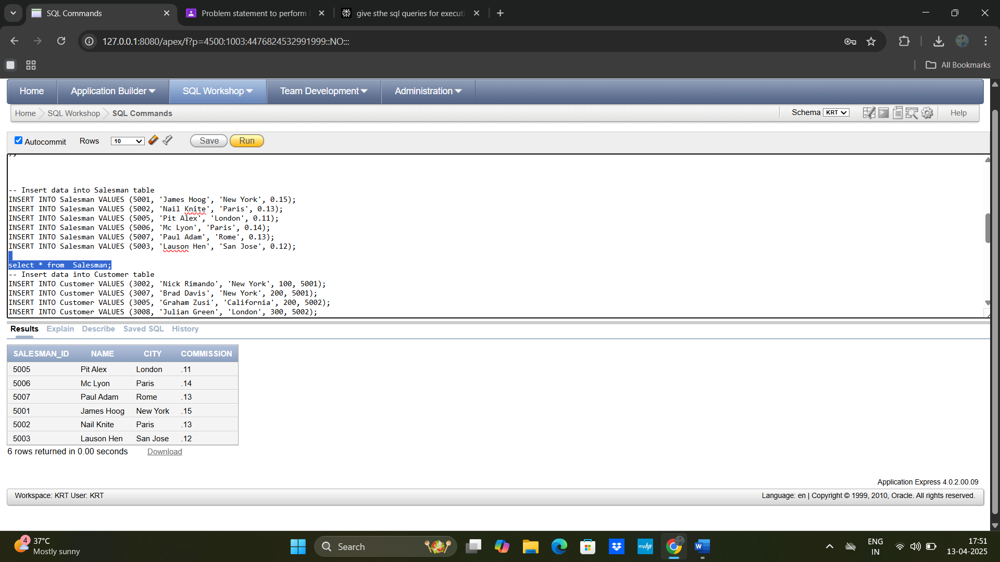 SQL Commands
Problem statement to perform
give sthe sql queries for executi
127.0.0.1:8080/apex/f?p=4500:1003:4476824532991999::NO:::
All Bookmarks
Home
Application Builder
SQL Workshop
Team Development
Administration
Home
SQL Workshop
SQL Commands
Schema
KRT
Help
Autocommit
Rows
10
Save
Run
-- Insert data into Salesman table
INSERT INTO Salesman VALUES (5001, 'James Hoog', 'New York', 0.15);
INSERT INTO Salesman VALUES (5002, 'Nail Knite', 'Paris', 0.13);
INSERT INTO Salesman VALUES (5005, 'Pit Alex', 'London', 0.11);
INSERT INTO Salesman VALUES (5006, 'Mc Lyon', 'Paris', 0.14);
INSERT INTO Salesman VALUES (5007, 'Paul Adam', 'Rome', 0.13);
INSERT INTO Salesman VALUES (5003, 'Lauson Hen', 'San Jose', 0.12);
select * from  Salesman;
-- Insert data into Customer table
INSERT INTO Customer VALUES (3002, 'Nick Rimando', 'New York', 100, 5001);
INSERT INTO Customer VALUES (3007, 'Brad Davis', 'New York', 200, 5001);
INSERT INTO Customer VALUES (3005, 'Graham Zusi', 'California', 200, 5002);
INSERT INTO Customer VALUES (3008, 'Julian Green', 'London', 300, 5002);
Results Explain Describe Saved SQL History
SALESMAN_ID NAME CITY COMMISSION
5005 Pit Alex London .11
5006 Mc Lyon Paris .14
5007 Paul Adam Rome .13
5001 James Hoog New York .15
5002 Nail Knite Paris .13
5003 Lauson Hen San Jose .12
6 rows returned in 0.00 seconds
Download
Application Express 4.0.2.00.09
Workspace: KRT User: KRT
Language: en | Copyright © 1999, 2010, Oracle. All rights reserved.
4
37°C
Mostly sunny
Search
myhp
W
ENG
IN
17:51
13-04-2025